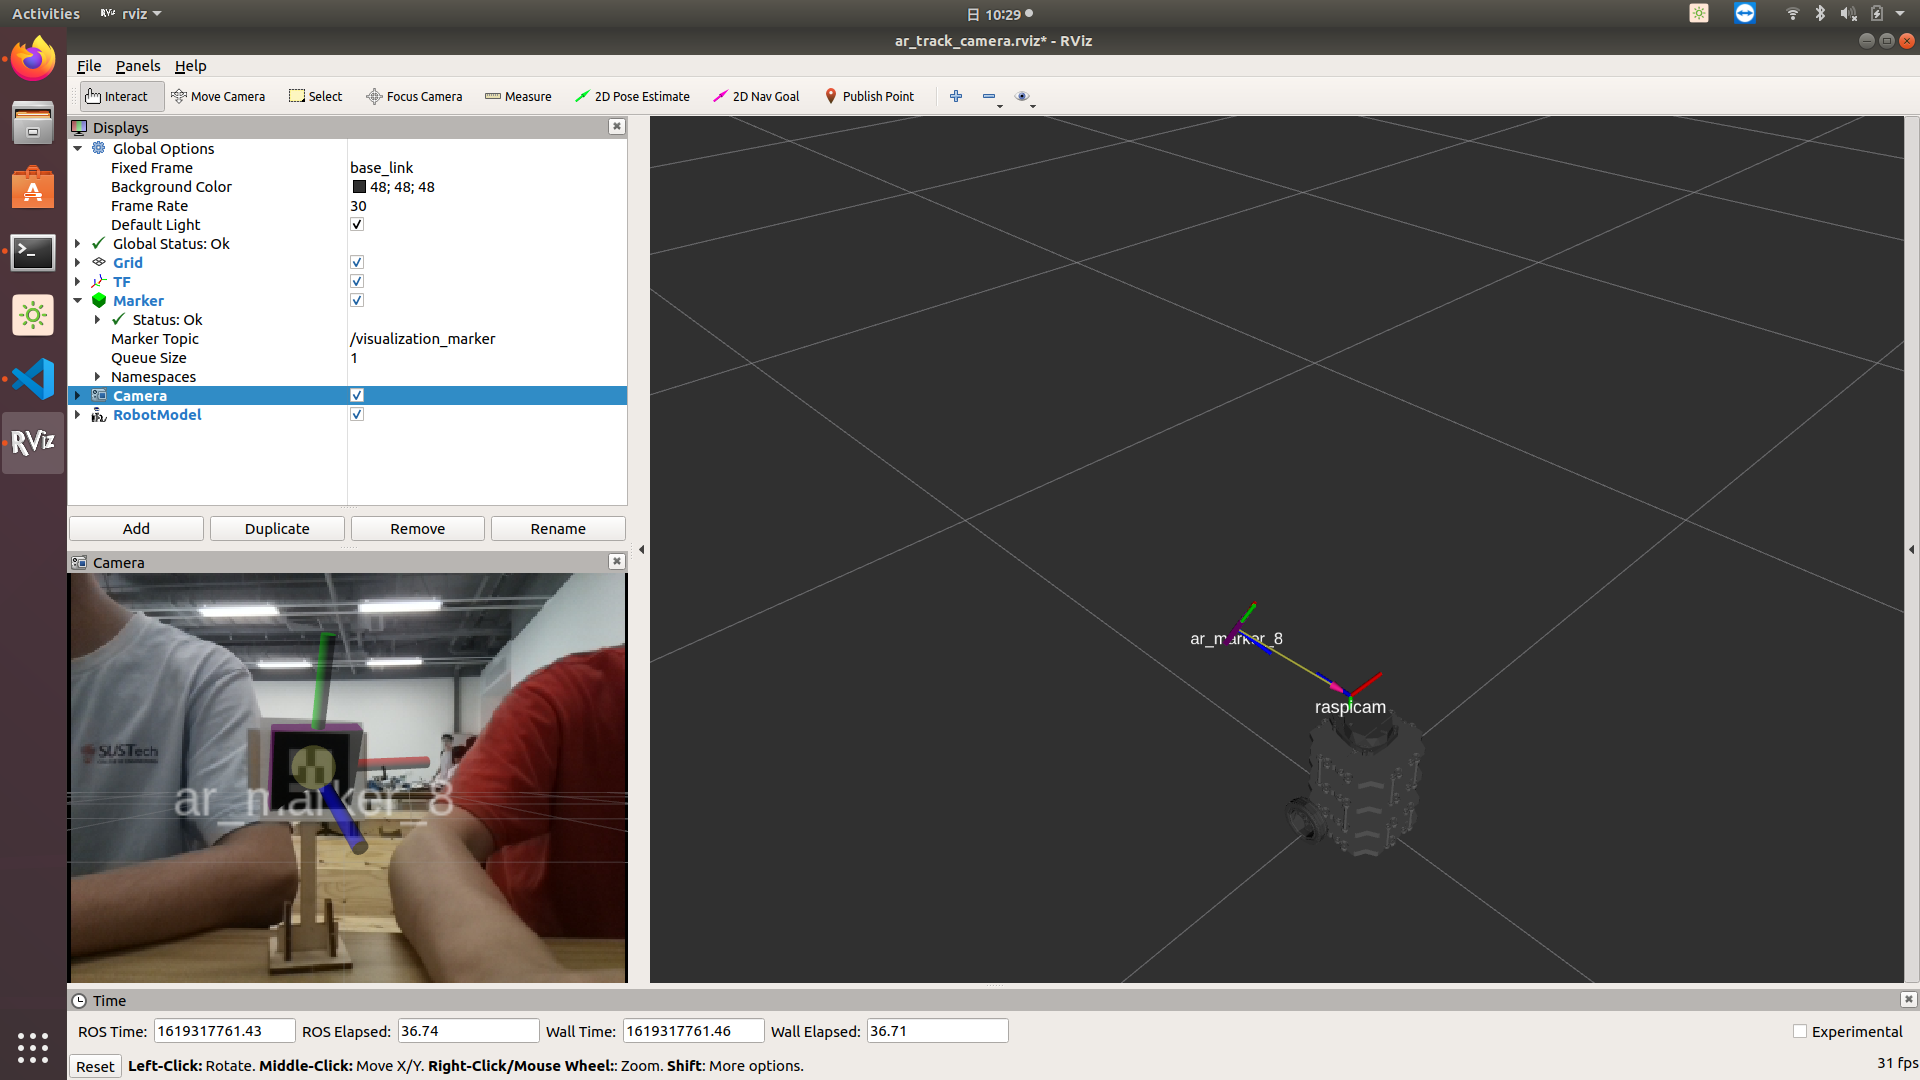 Activities
rviz
日 10:29
ar_track_camera.rviz* - RViz
File Panels Help
Interact Move Camera Select Focus Camera Measure 2D Pose Estimate 2D Nav Goal Publish Point
Displays
Global Options
Fixed Frame base_link
Background Color 48; 48; 48
Frame Rate 30
Default Light
Global Status: Ok
Grid
TF
Marker
Status: Ok
Marker Topic /visualization_marker
Queue Size 1
Namespaces
Camera
RobotModel
RViz
Add Duplicate Remove Rename
Camera
SUSTech
ar_marker_8
ar_marker_8
raspicam
Time
ROS Time: 1619317761.43 ROS Elapsed: 36.74 Wall Time: 1619317761.46 Wall Elapsed: 36.71 Experimental
Reset Left-Click: Rotate. Middle-Click: Move X/Y. Right-Click/Mouse Wheel:: Zoom. Shift: More options. 31 fps